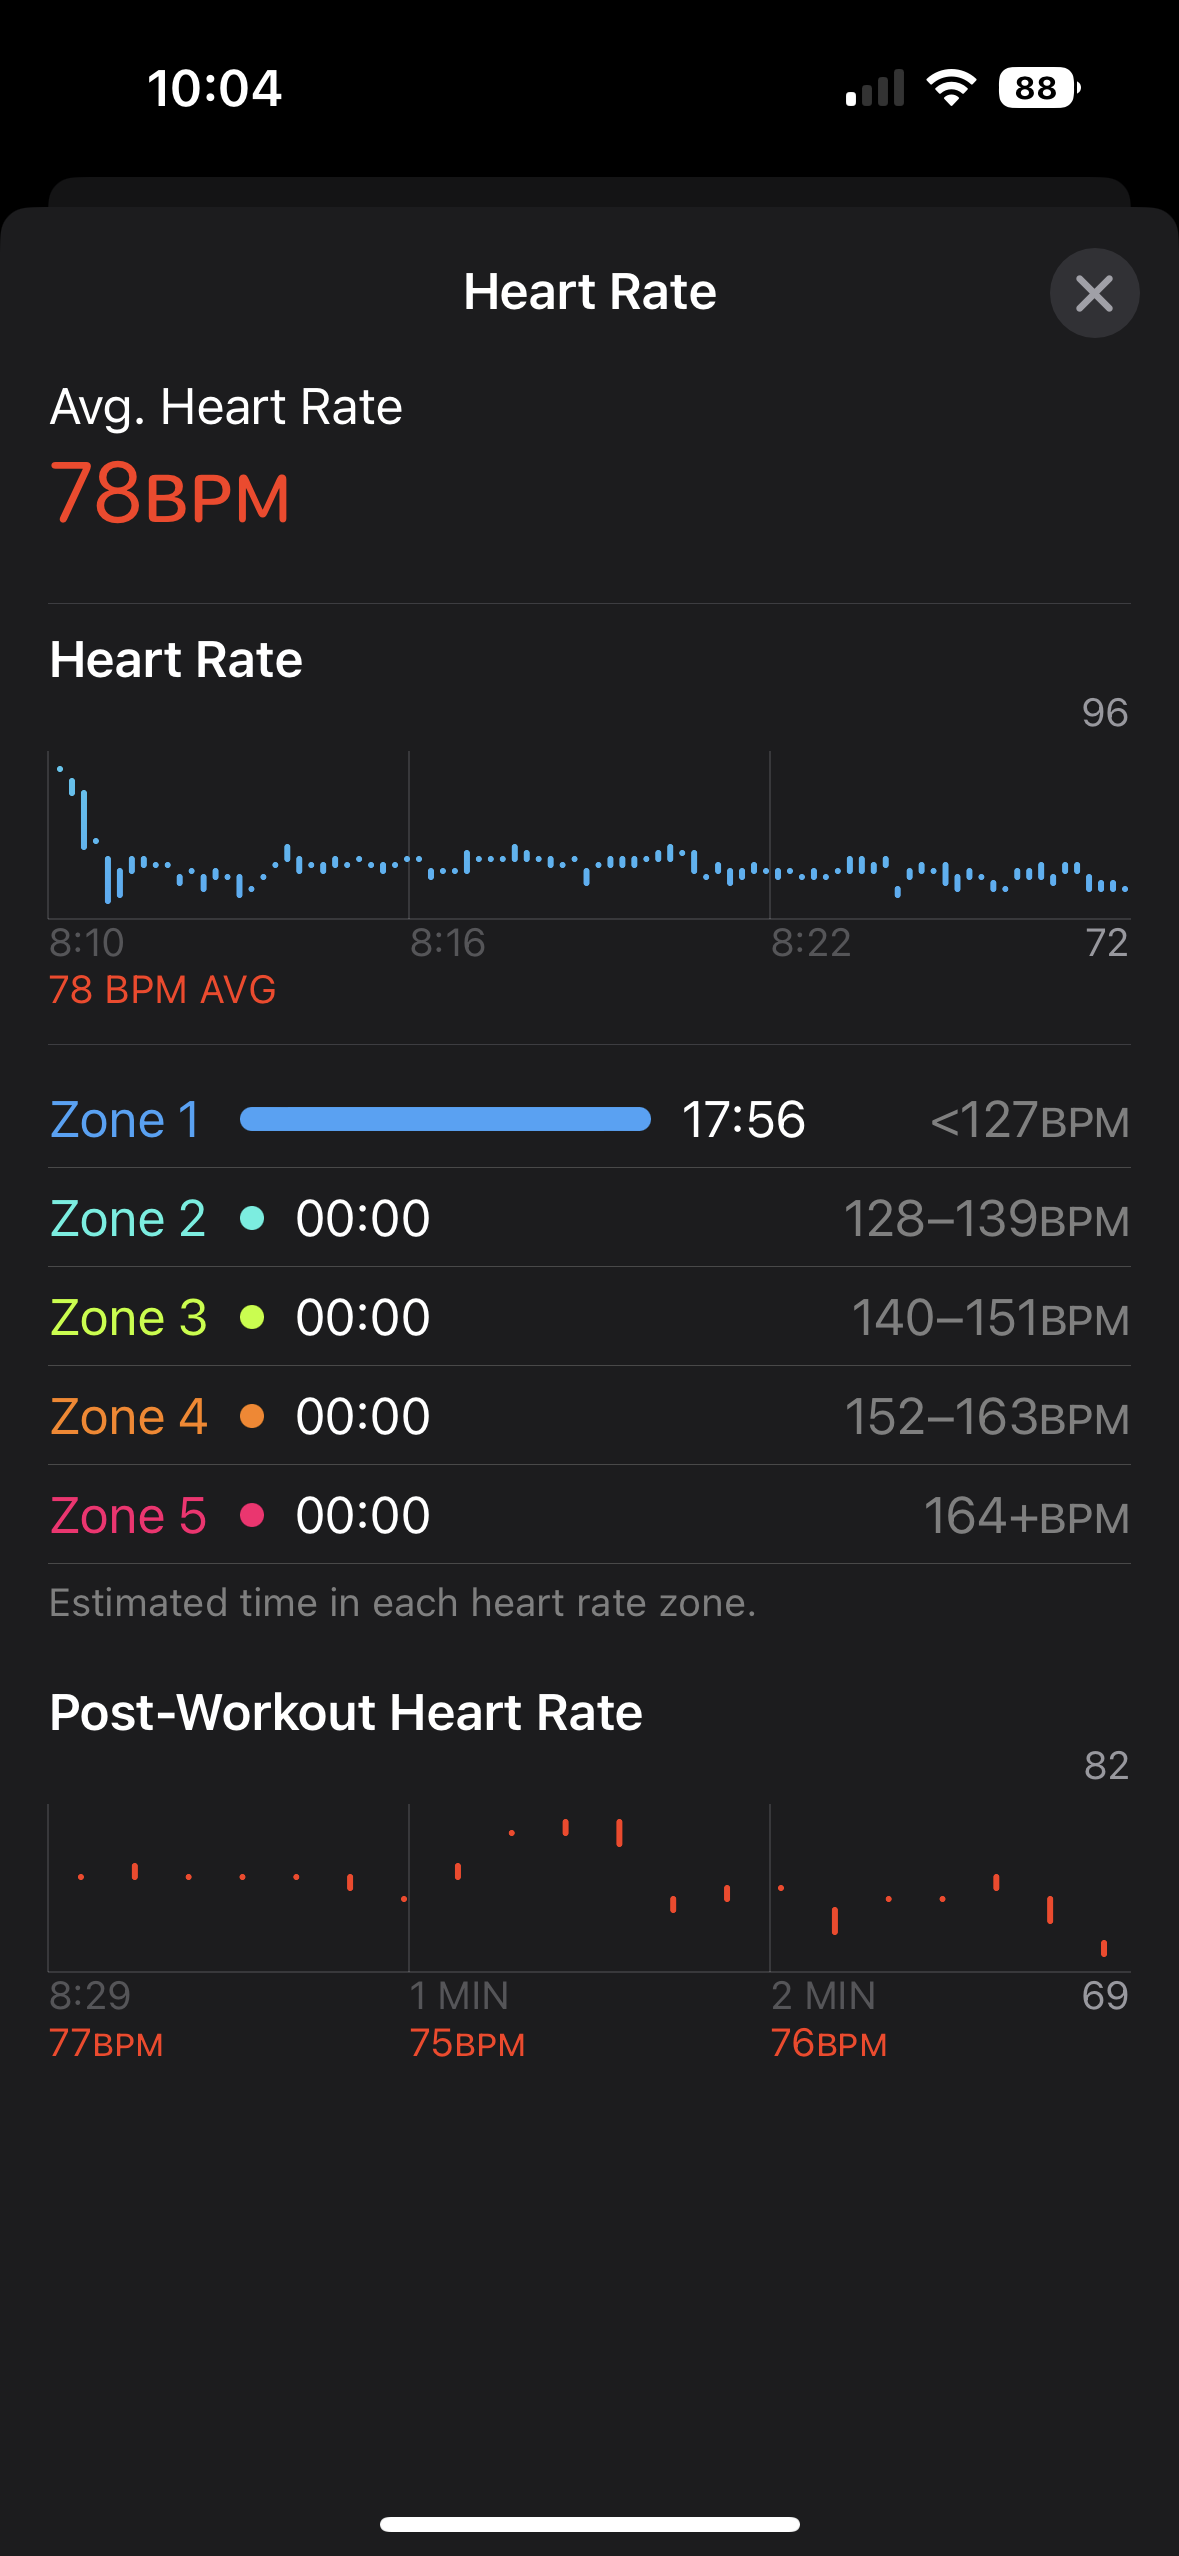 10:04
88
Heart Rate
Avg. Heart Rate
78BPM
Heart Rate
96
8:10 8:16 8:22 72
78 BPM AVG
Zone 1 17:56 <127BPM
Zone 2 00:00 128–139BPM
Zone 3 00:00 140–151BPM
Zone 4 00:00 152–163BPM
Zone 5 00:00 164+BPM
Estimated time in each heart rate zone.
Post-Workout Heart Rate
82
8:29 1 MIN 2 MIN 69
77BPM 75BPM 76BPM